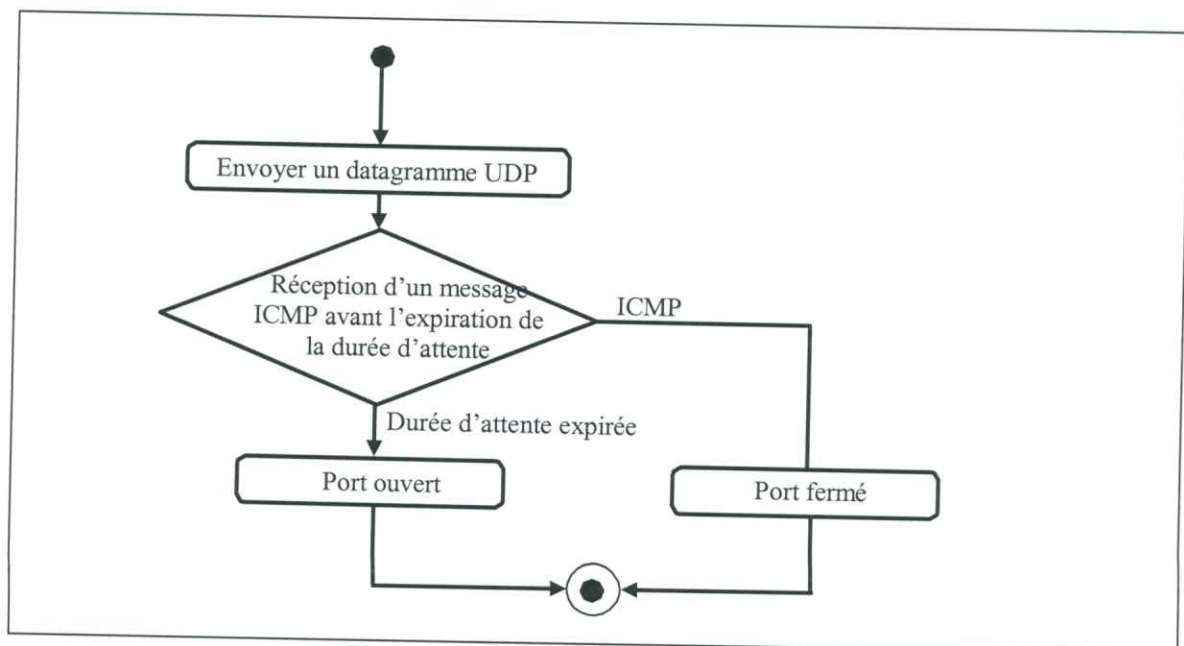 Envoyer un datagramme UDP
Réception d'un message
ICMP avant l'expiration de
la durée d'attente
ICMP
Durée d'attente expirée
Port ouvert
Port fermé